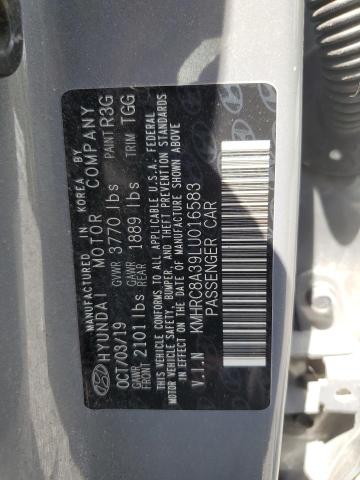 MANUFACTURED IN KOREA BY
HYUNDAI MOTOR COMPANY
OCT/03/19 GVWR 3770 lbs PAINT R3G
GAWR FRONT 2101 lbs GAWR REAR 1889 lbs TRIM TGG
THIS VEHICLE CONFORMS TO ALL APPLICABLE U.S.A. FEDERAL
MOTOR VEHICLE SAFETY, BUMPER, AND THEFT PREVENTION
STANDARDS IN EFFECT ON THE DATE OF MANUFACTURE SHOWN ABOVE.
V.I.N KMHRC8A39LU016583
PASSENGER CAR